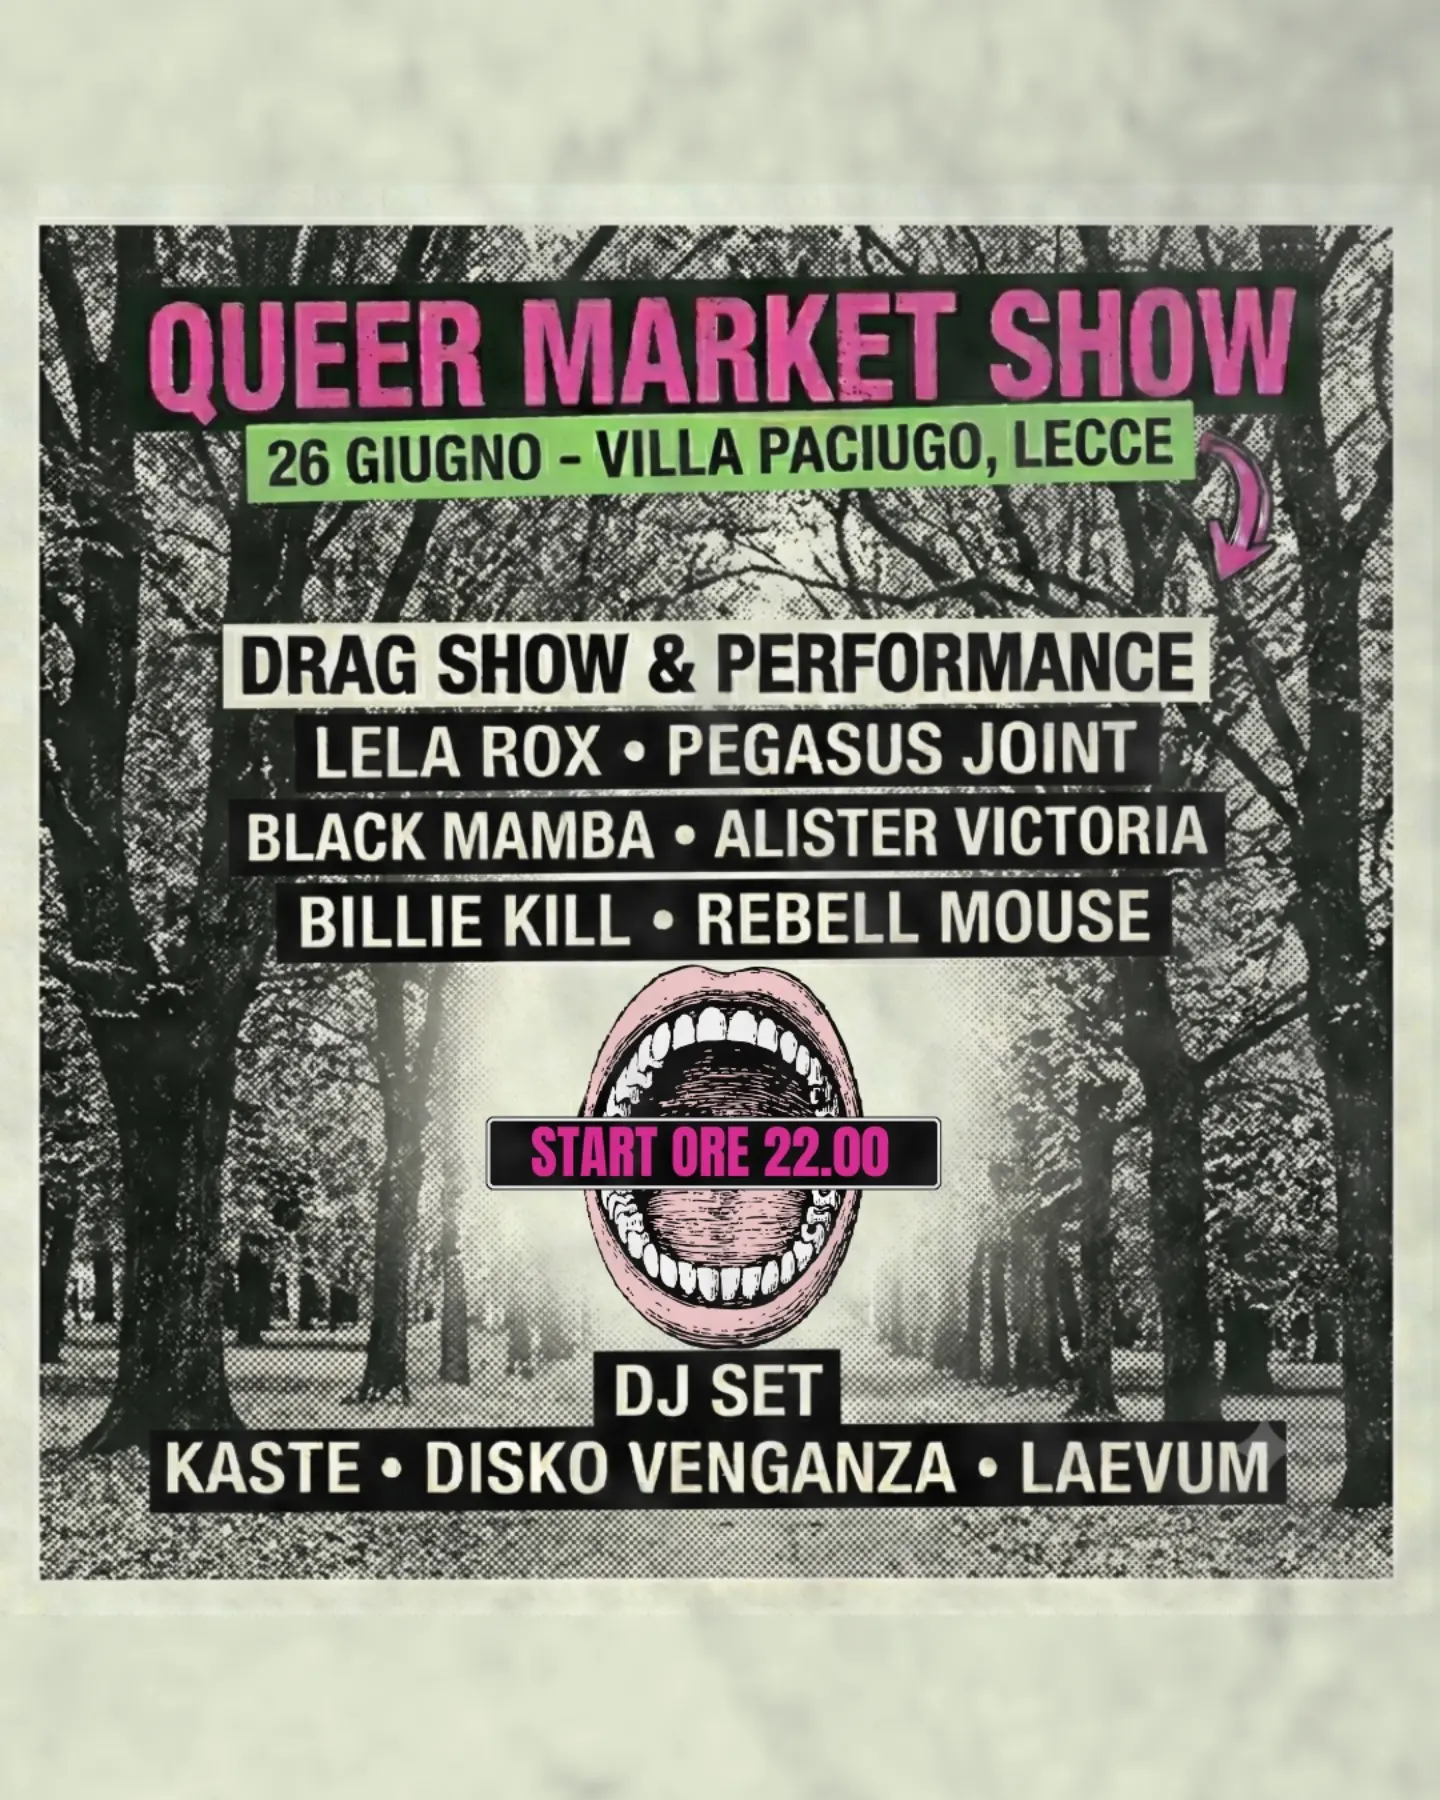 QUEER MARKET SHOW
26 GIUGNO - VILLA PACIUGO, LECCE
DRAG SHOW & PERFORMANCE
LELA ROX • PEGASUS JOINT
BLACK MAMBA • ALISTER VICTORIA
BILLIE KILL • REBELL MOUSE
START ORE 22.00
DJ SET
KASTE • DISKO VENGANZA • LAEVUM